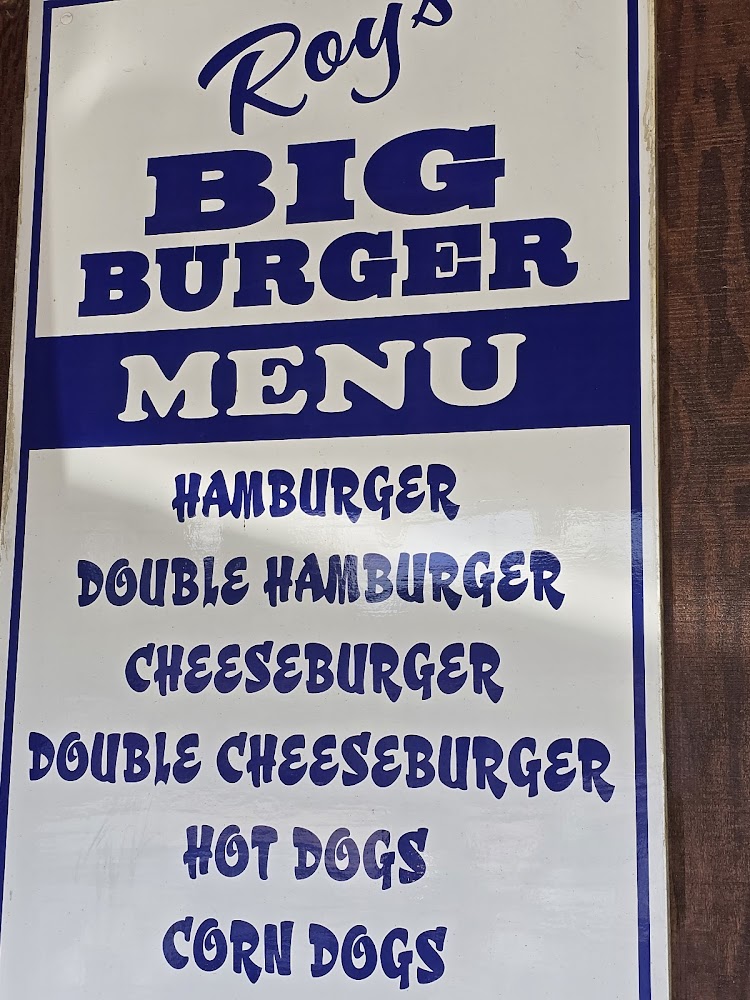 Roy's
BIG
BURGER
MENU
HAMBURGER
DOUBLE HAMBURGER
CHEESEBURGER
DOUBLE CHEESEBURGER
HOT DOGS
CORN DOGS